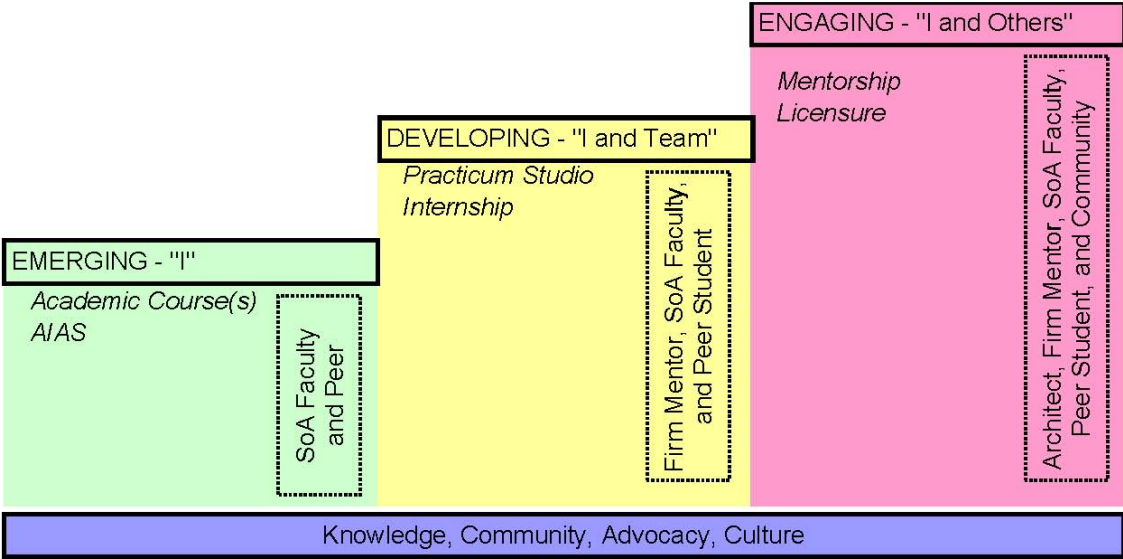 ENGAGING - "I and Others"
Mentorship
Licensure
Architect, Firm Mentor, SoA Faculty,
Peer Student, and Community
DEVELOPING - "I and Team"
Practicum Studio
Internship
Firm Mentor, SoA Faculty,
and Peer Student
EMERGING - "I"
Academic Course(s)
AIAS
SoA Faculty
and Peer
Knowledge, Community, Advocacy, Culture